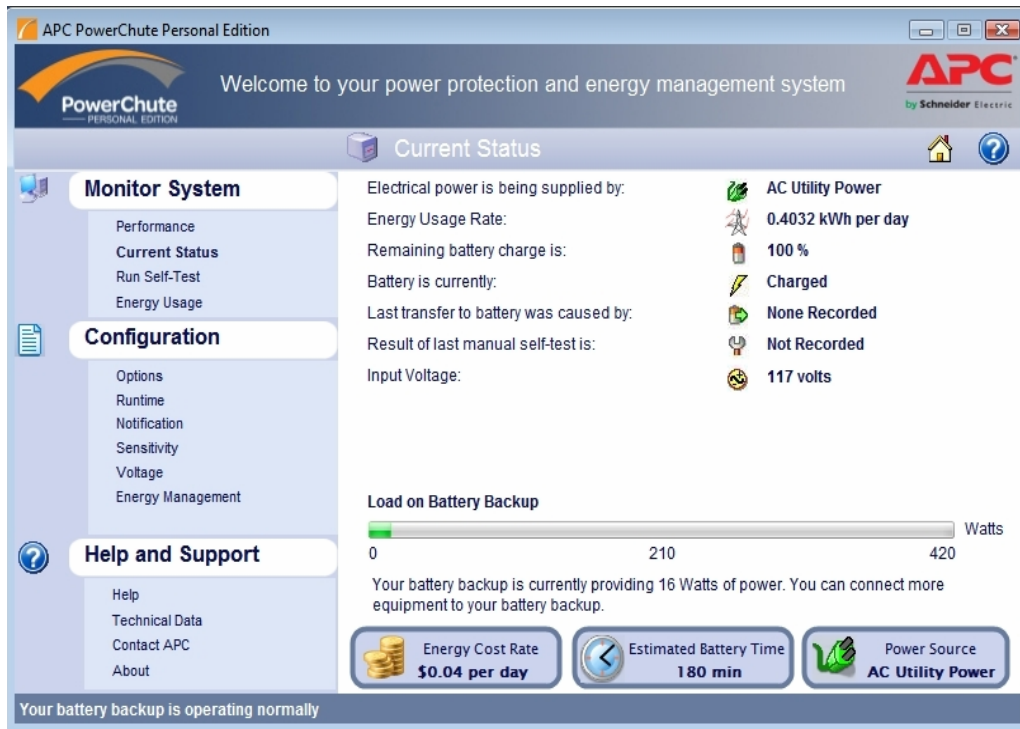 APC PowerChute Personal Edition
PowerChute
PERSONAL EDITION
Welcome to your power protection and energy management system
APC
by Schneider Electric
Current Status
Monitor System
Performance
Current Status
Run Self-Test
Energy Usage
Configuration
Options
Runtime
Notification
Sensitivity
Voltage
Energy Management
Help and Support
Help
Technical Data
Contact APC
About
Electrical power is being supplied by: AC Utility Power
Energy Usage Rate: 0.4032 kWh per day
Remaining battery charge is: 100 %
Battery is currently: Charged
Last transfer to battery was caused by: None Recorded
Result of last manual self-test is: Not Recorded
Input Voltage: 117 volts
Load on Battery Backup
Watts
0 210 420
Your battery backup is currently providing 16 Watts of power. You can connect more
equipment to your battery backup.
Energy Cost Rate
$0.04 per day
Estimated Battery Time
180 min
Power Source
AC Utility Power
Your battery backup is operating normally